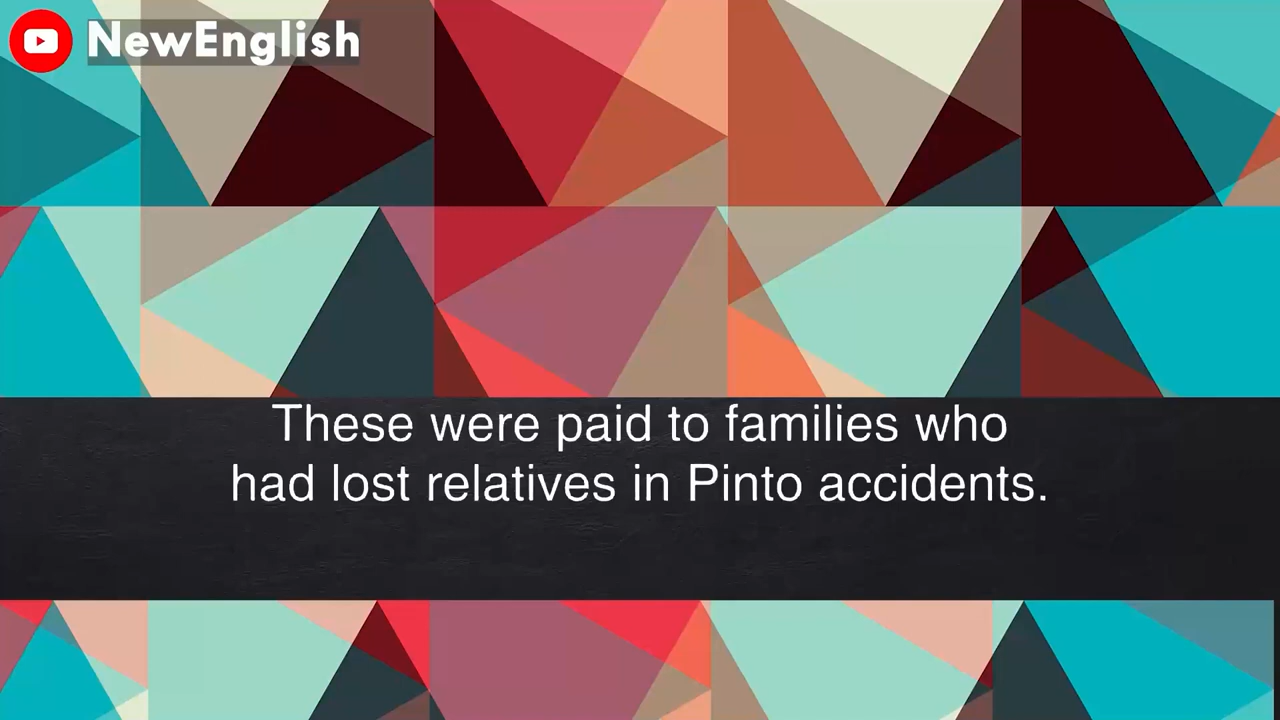 NewEnglish
These were paid to families who
had lost relatives in Pinto accidents.